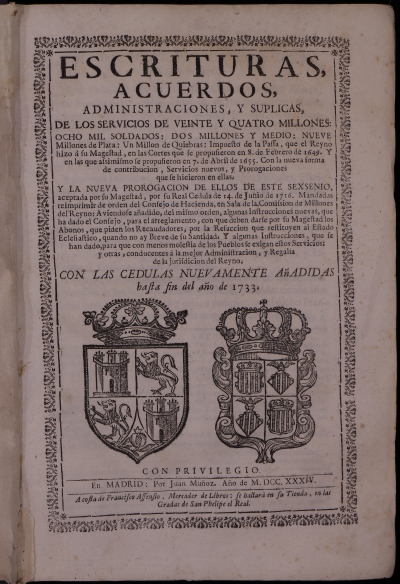 ESCRITURAS,
ACUERDOS,
ADMINISTRACIONES, Y SUPLICAS,
DE LOS SERVICIOS DE VEINTE Y QUATRO MILLONES:
OCHO MIL SOLDADOS: DOS MILLONES Y MEDIO: NUEVE
Millones de Plata: Un Millon de Quiebras: Impuesto de la Passa, que el Reyno
hizo à su Magestad, en las Cortes que se propusieron en 8. de Febrero de 1649. Y
en las que asimismo se propusieron en 7. de Abril de 1655. Con la nueva forma
de contribucion, Servicios nuevos, y Prorogaciones
que se hicieron en ellas.
Y LA NUEVA PROROGACION DE ELLOS DE ESTE SEXSENIO,
aceptada por su Magestad, por su Real Cedula de 14. de Junio de 1716. Mandadas
reimprimir de orden del Consejo de Hacienda, en Sala de la Comission de Millones
del Reyno: Aviendose añadido, del mismo orden, algunas Instrucciones nuevas, que
ha dado el Consejo, para el arreglamento, con que deben darse por su Magestad los
Abonos, que piden los Recaudadores, por la Refaccion que restituyen al Estado
Eclesiastico, quando no ay Breve de su Santidad: Y algunas Instrucciones, que se
han dado, para que con menos molestia de los Pueblos se exigan estos Servicios,
y otras, conducentes à la mejor Administracion, y Regalia
de la Jurisdicion del Reyno.
CON LAS CEDULAS NUEVAMENTE AñADIDAS
hasta fin del año de 1733.
CON PRIVILEGIO.
En MADRID: Por Juan Muñoz. Año de M. DCC. XXXIV.
A costa de Francisco Assensio, Mercader de Libros: se hallarà en su Tienda, en las
Gradas de San Phelipe el Real.